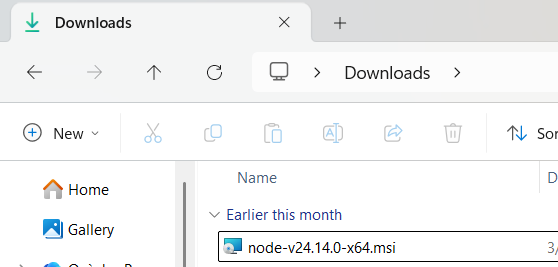 Downloads
Downloads
New
Name
Home
Earlier this month
Gallery
node-v24.14.0-x64.msi